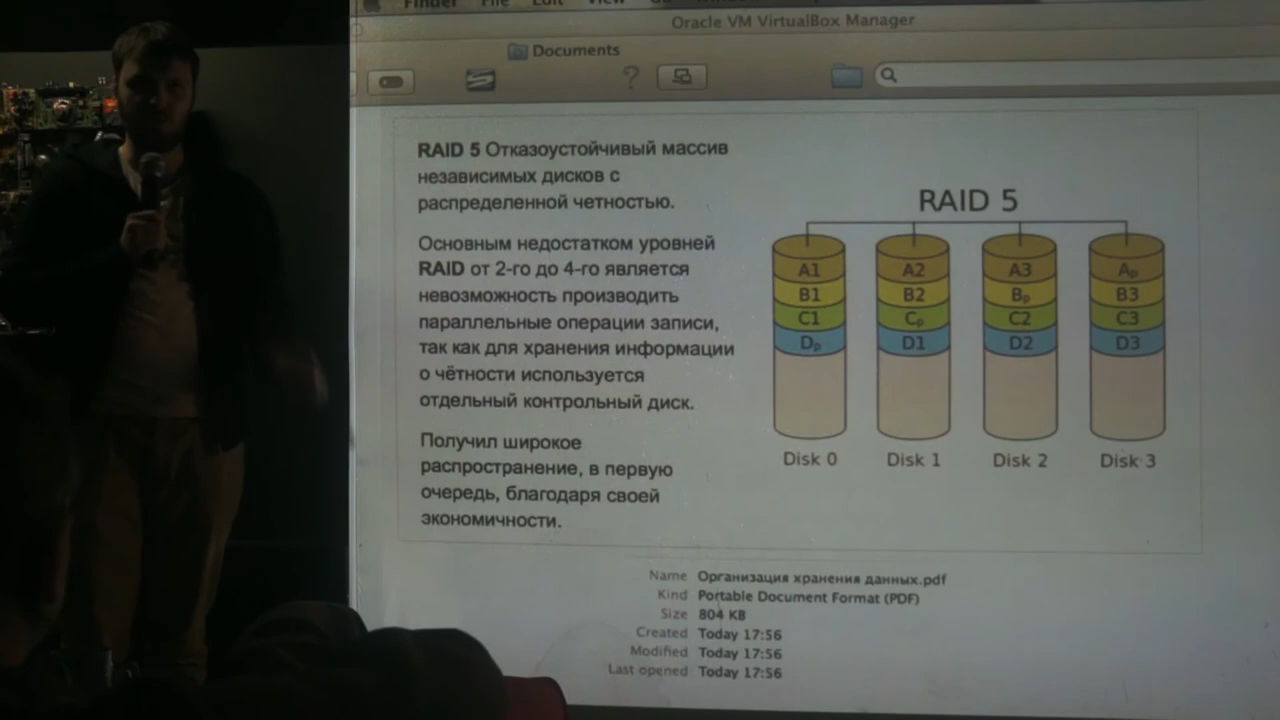 Finder File Edit View Go
Oracle VM VirtualBox Manager
Documents
RAID 5 Отказоустойчивый массив
независимых дисков с
распределенной четностью.
Основным недостатком уровней
RAID от 2-го до 4-го является
невозможность производить
параллельные операции записи,
так как для хранения информации
о чётности используется
отдельный контрольный диск.
Получил широкое
распространение, в первую
очередь, благодаря своей
экономичности.
RAID 5
A1 A2 A3 Ap
B1 B2 Bp B3
C1 Cp C2 C3
Dp D1 D2 D3
Disk 0 Disk 1 Disk 2 Disk 3
Name Организация хранения данных.pdf
Kind Portable Document Format (PDF)
Size 804 KB
Created Today 17:56
Modified Today 17:56
Last opened Today 17:56